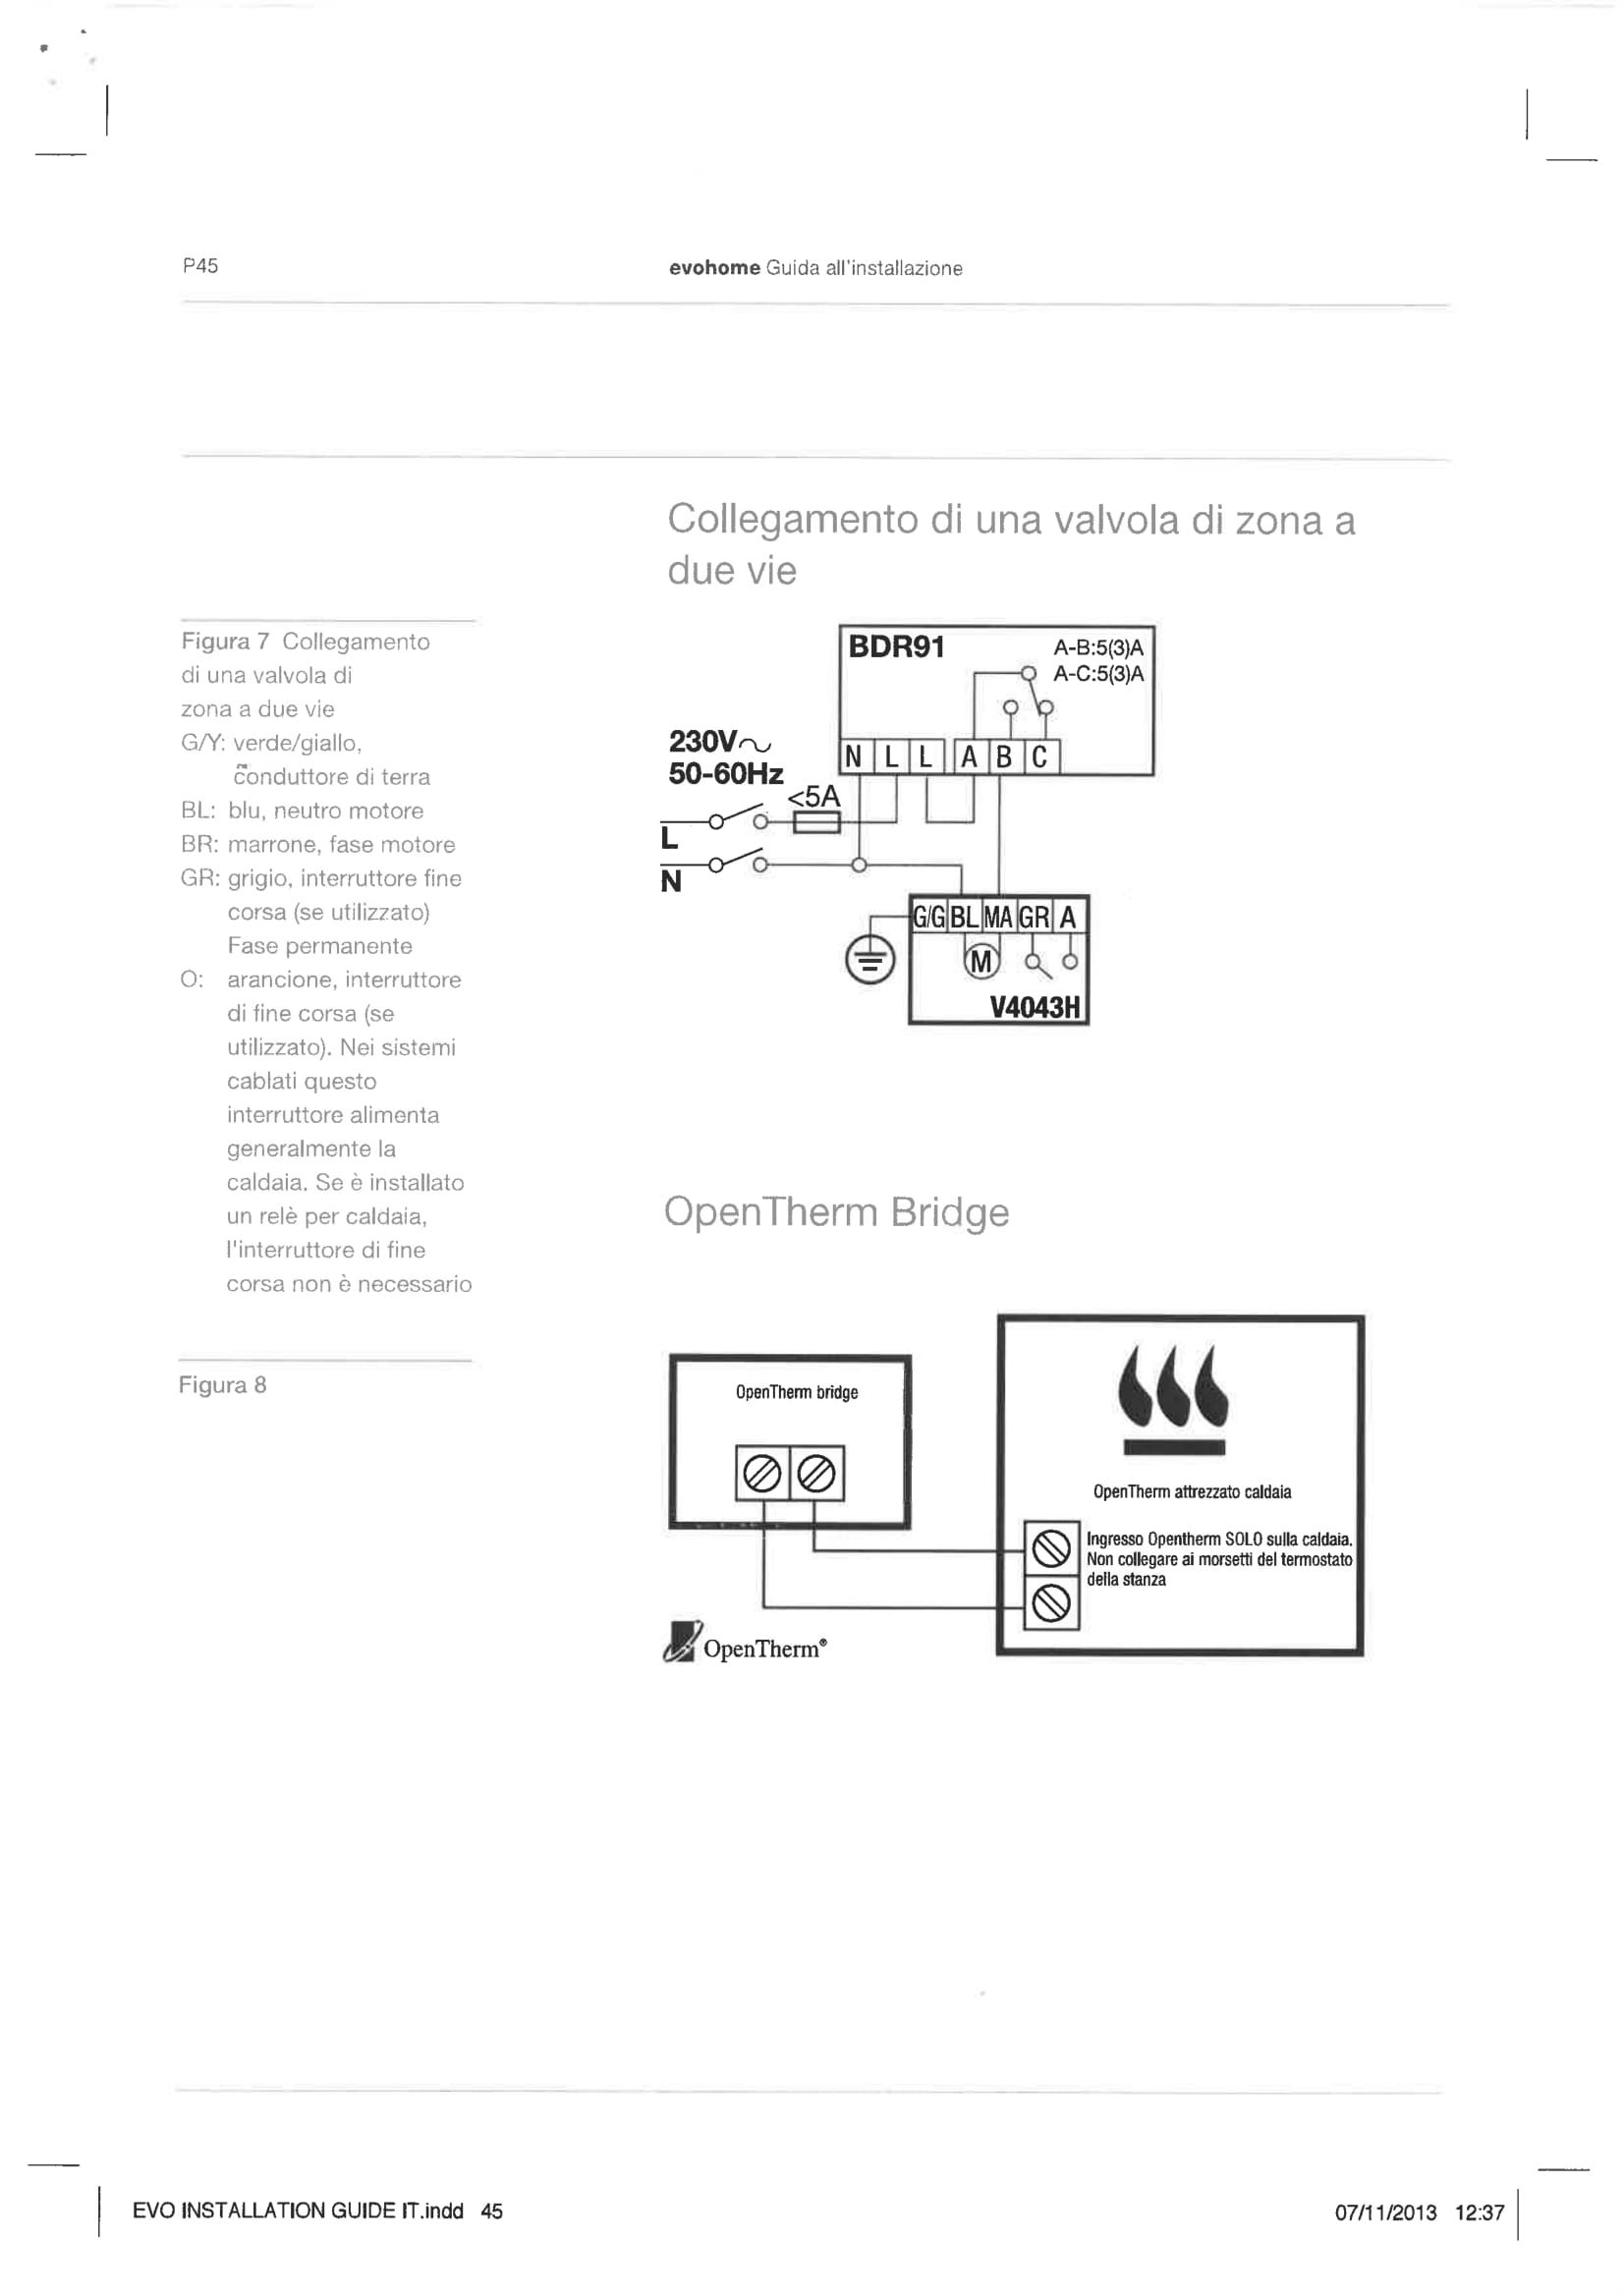 P45
evohome Guida all'installazione
Collegamento di una valvola di zona a
due vie
Figura 7 Collegamento
di una valvola di
zona a due vie
G/Y: verde/giallo,
conduttore di terra
BL: blu, neutro motore
BR: marrone, fase motore
GR: grigio, interruttore fine
corsa (se utilizzato)
Fase permanente
O: arancione, interruttore
di fine corsa (se
utilizzato). Nei sistemi
cablati questo
interruttore alimenta
generalmente la
caldaia. Se è installato
un relè per caldaia,
l'interruttore di fine
corsa non è necessario
BDR91
A-B:5(3)A
A-C:5(3)A
230V~
50-60Hz
N L L A B C
<5A
L
N
G/G BL MA GR A
M
V4043H
OpenTherm Bridge
Figura 8
OpenTherm bridge
OpenTherm attrezzato caldaia
Ingresso Opentherm SOLO sulla caldaia.
Non collegare ai morsetti del termostato
della stanza
OpenTherm®
EVO INSTALLATION GUIDE IT.indd 45
07/11/2013 12:37